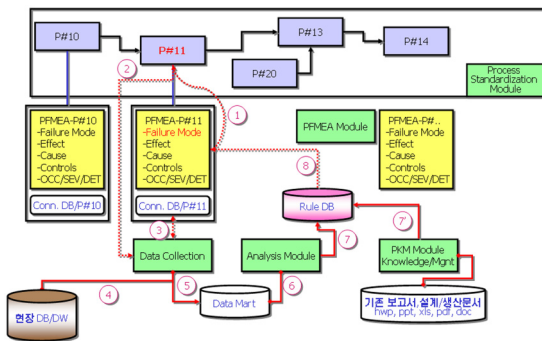 P#10
P#11
P#13
P#14
P#20
Process
Standardization
Module
2
1
PFMEA-P#10
-Failure Mode
-Effect
-Cause
-Controls
-OCC/SEV/DET
Conn. DB/P#10
PFMEA-P#11
-Failure Mode
-Effect
-Cause
-Controls
-OCC/SEV/DET
Conn. DB/P#11
PFMEA Module
PFMEA-P#..
-Failure Mode
-Effect
-Cause
-Controls
-OCC/SEV/DET
8
Rule DB
3
7
7'
Data Collection
Analysis Module
PKM Module
Knowledge/Mgnt
4
5
6
현장 DB/DW
Data Mart
기존 보고서,설계/생산문서
hwp, ppt, xls, pdf, doc